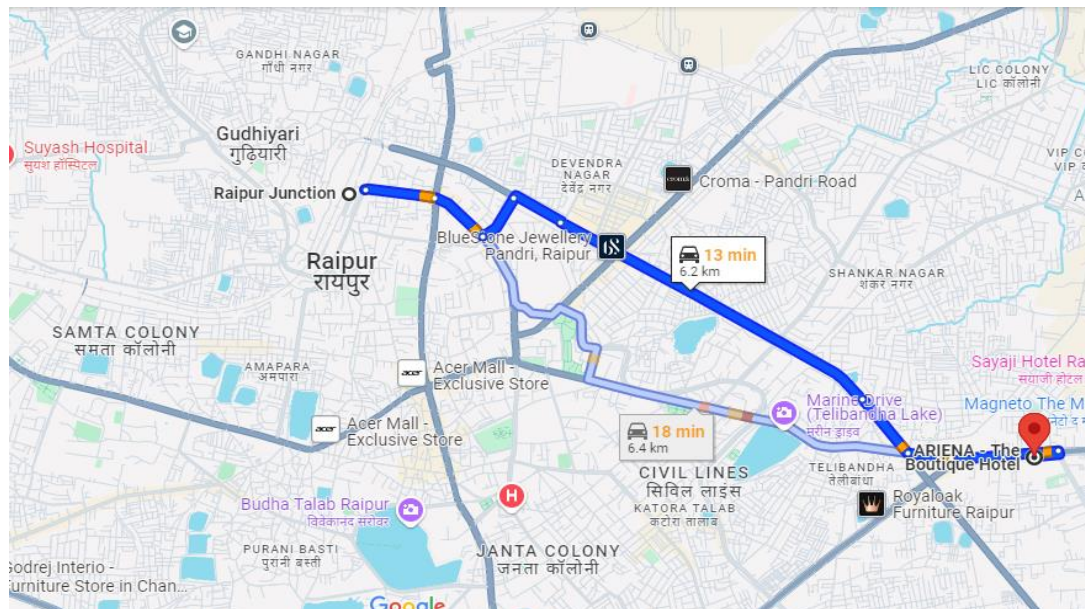 GANDHI NAGAR
गाँधी नगर
LIC COLONY
LIC कॉलोनी
Suyash Hospital
सुयश हॉस्पिटल
Gudhiyari
गुढ़ियारी
DEVENDRA
NAGAR
देवेंद्र नगर
VIP
Croma - Pandri Road
Raipur Junction
BlueStone Jewellery
Pandri, Raipur
Raipur
रायपुर
13 min
6.2 km
SHANKAR NAGAR
शंकर नगर
SAMTA COLONY
समता कॉलोनी
AMAPARA
अमपारा
acer
Acer Mall -
Exclusive Store
Sayaji Hotel Ra
सयाजी होटल
Marine Drive
(Telibandha Lake)
मरीन ड्राइव
Magneto The M
acer
Acer Mall -
Exclusive Store
18 min
6.4 km
ARIENA - The
Boutique Hotel
CIVIL LINES
सिविल लाइंस
TELIBANDHA
तेलीबांधा
KATORA TALAB
कटोरा तालाब
Budha Talab Raipur
विवेकानंद सरोवर
H
Royaloak
Furniture Raipur
PURANI BASTI
पुरानी बस्ती
JANTA COLONY
जनता कॉलोनी
Godrej Interio -
Furniture Store in Chan...
Google